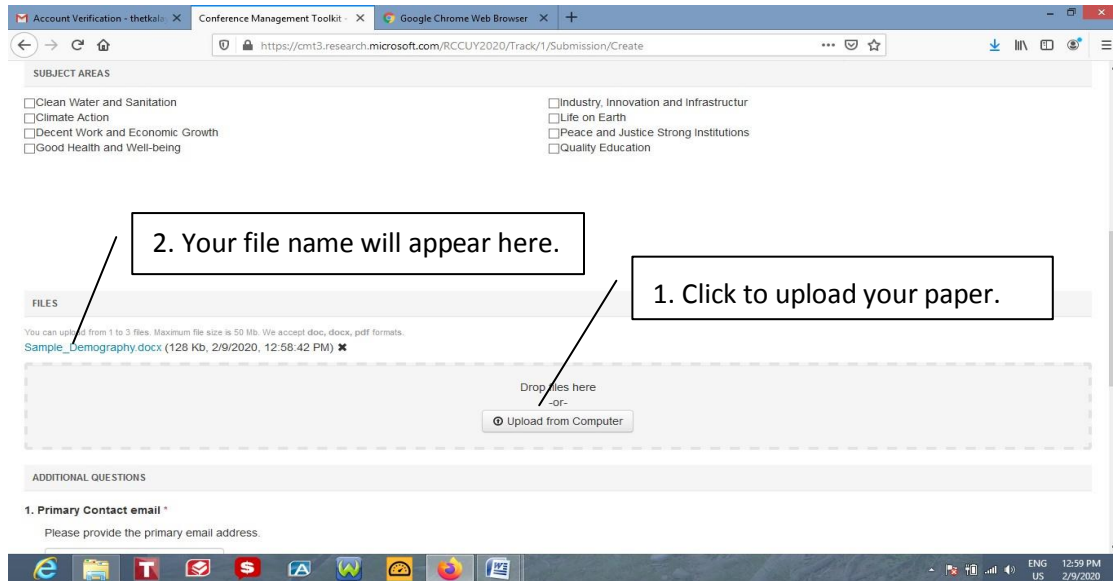 Account Verification - thetkala
Conference Management Toolkit -
Google Chrome Web Browser
https://cmt3.research.microsoft.com/RCCUY2020/Track/1/Submission/Create
SUBJECT AREAS
Clean Water and Sanitation
Climate Action
Decent Work and Economic Growth
Good Health and Well-being
Industry, Innovation and Infrastructur
Life on Earth
Peace and Justice Strong Institutions
Quality Education
2. Your file name will appear here.
1. Click to upload your paper.
FILES
You can upload from 1 to 3 files. Maximum file size is 50 Mb. We accept doc, docx, pdf formats.
Sample_Demography.docx (128 Kb, 2/9/2020, 12:58:42 PM) ✖
Drop files here
-or-
Upload from Computer
ADDITIONAL QUESTIONS
1. Primary Contact email *
Please provide the primary email address.
ENG 12:59 PM
US 2/9/2020